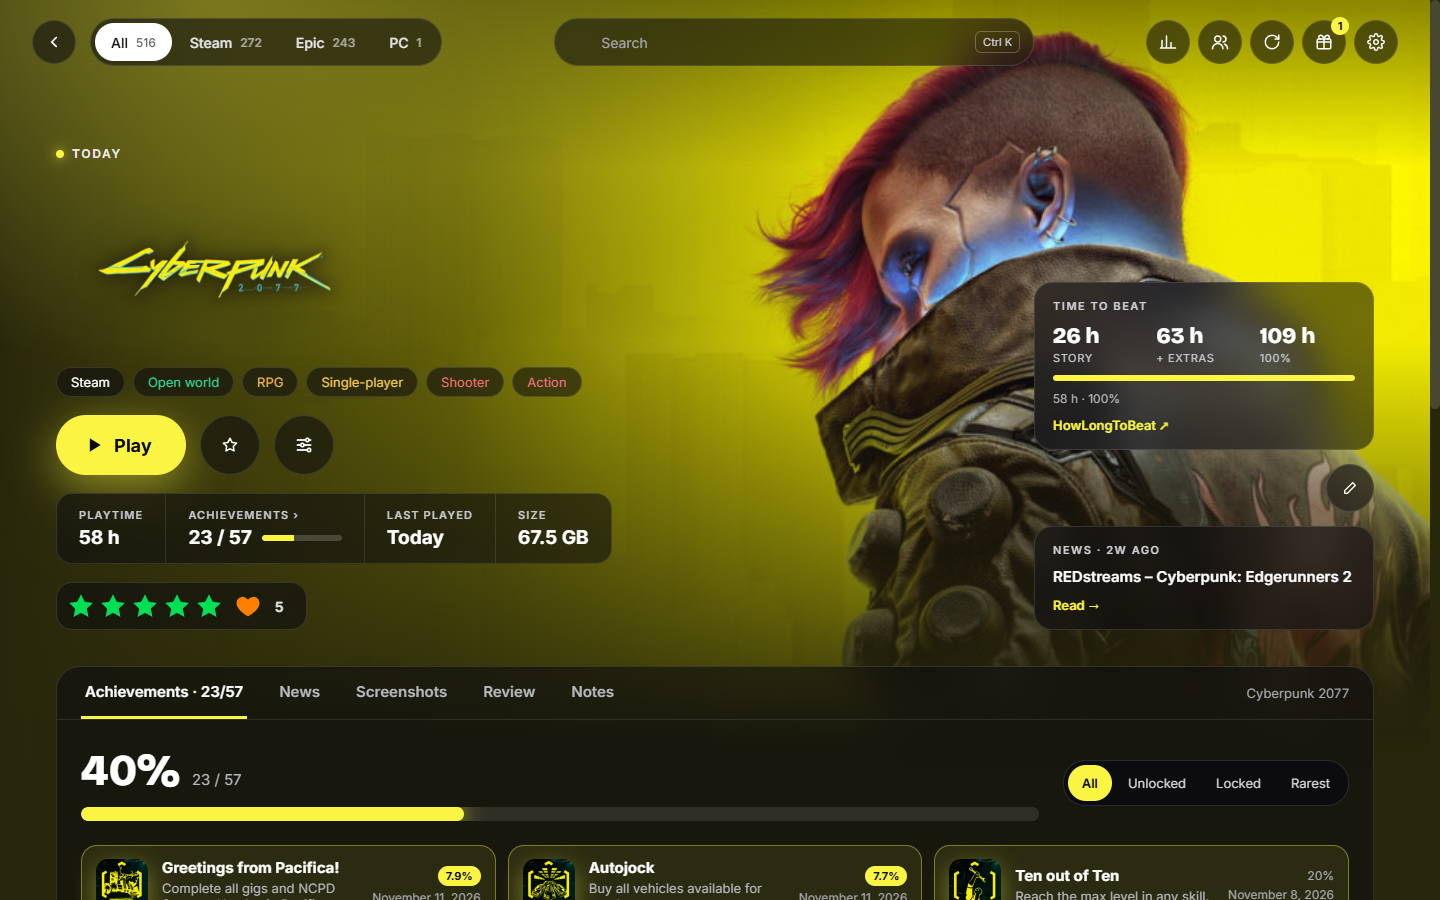 All 516 Steam 272 Epic 243 PC 1
Search Ctrl K
1
TODAY
Cyberpunk
2077
Steam Open world RPG Single-player Shooter Action
Play
PLAYTIME
58 h
ACHIEVEMENTS ›
23 / 57
LAST PLAYED
Today
SIZE
67.5 GB
5
TIME TO BEAT
26 h 63 h 109 h
STORY + EXTRAS 100%
58 h · 100%
HowLongToBeat ↗
NEWS · 2W AGO
REDstreams – Cyberpunk: Edgerunners 2
Read →
Achievements · 23/57 News Screenshots Review Notes Cyberpunk 2077
40% 23 / 57
All Unlocked Locked Rarest
Greetings from Pacifica!
Complete all gigs and NCPD
7.9%
November 11, 2026
Autojock
Buy all vehicles available for
7.7%
November 11, 2026
Ten out of Ten
Reach the max level in any skill.
20%
November 8, 2026